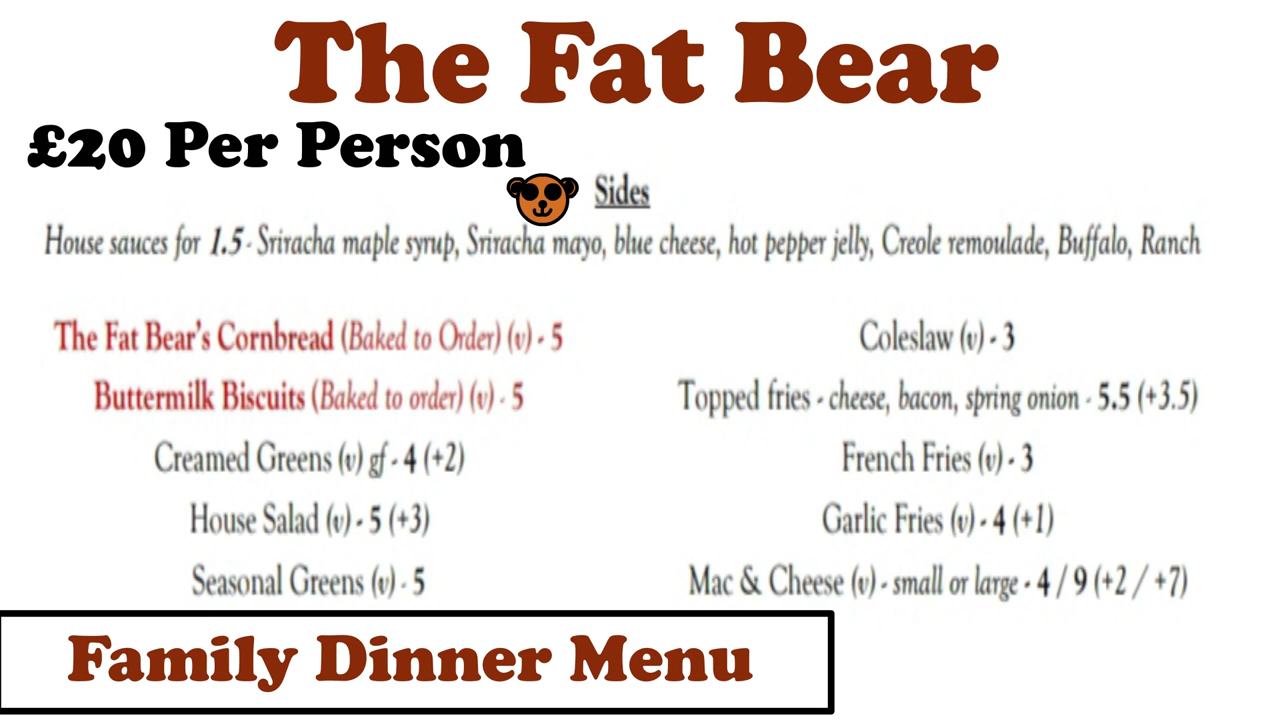 The Fat Bear
£20 Per Person
Sides
House sauces for 1.5 - Sriracha maple syrup, Sriracha mayo, blue cheese, hot pepper jelly, Creole remoulade, Buffalo, Ranch
The Fat Bear's Cornbread (Baked to Order) (v) - 5
Buttermilk Biscuits (Baked to order) (v) - 5
Creamed Greens (v) gf - 4 (+2)
House Salad (v) - 5 (+3)
Seasonal Greens (v) - 5
Coleslaw (v) - 3
Topped fries - cheese, bacon, spring onion - 5.5 (+3.5)
French Fries (v) - 3
Garlic Fries (v) - 4 (+1)
Mac & Cheese (v) - small or large - 4 / 9 (+2 / +7)
Family Dinner Menu